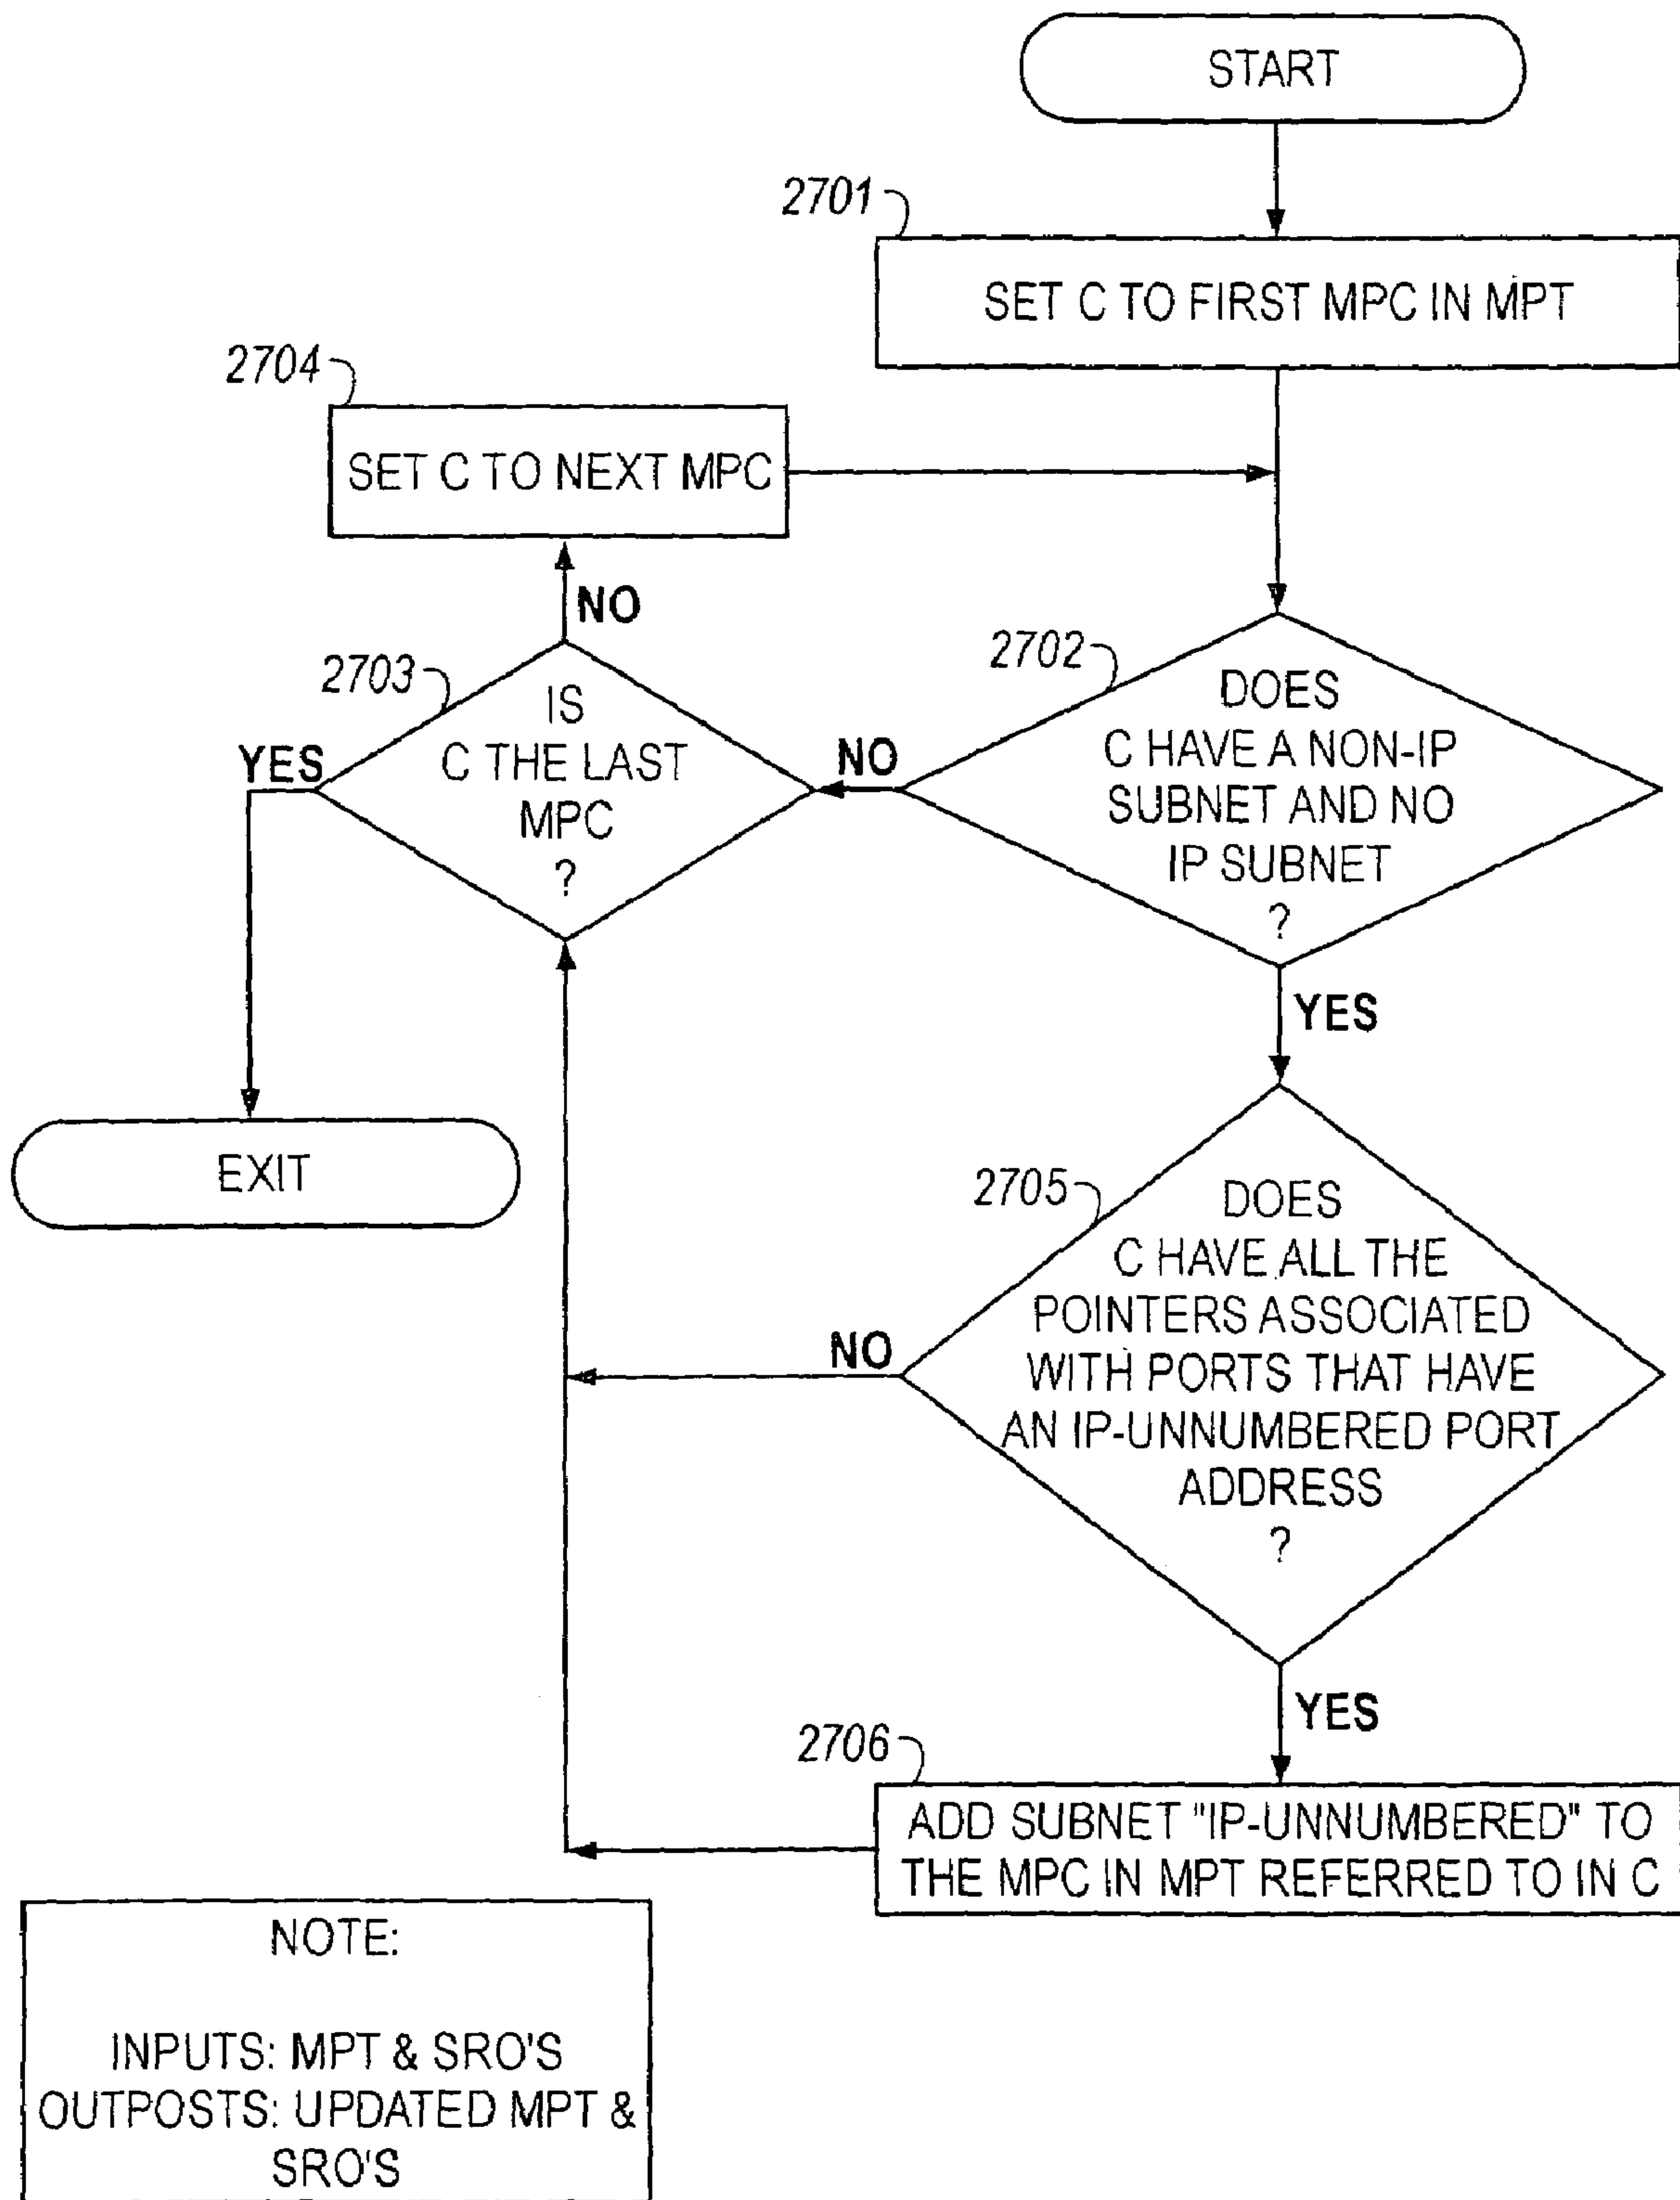 START
2701
SET C TO FIRST MPC IN MPT
2704
SET C TO NEXT MPC
NO
2703
IS
C THE LAST
MPC
?
YES
2702
DOES
C HAVE A NON-IP
SUBNET AND NO
IP SUBNET
?
NO
YES
EXIT
2705
DOES
C HAVE ALL THE
POINTERS ASSOCIATED
WITH PORTS THAT HAVE
AN IP-UNNUMBERED PORT
ADDRESS
?
NO
YES
2706
ADD SUBNET "IP-UNNUMBERED" TO
THE MPC IN MPT REFERRED TO IN C
NOTE:
INPUTS: MPT & SRO'S
OUTPOSTS: UPDATED MPT &
SRO'S